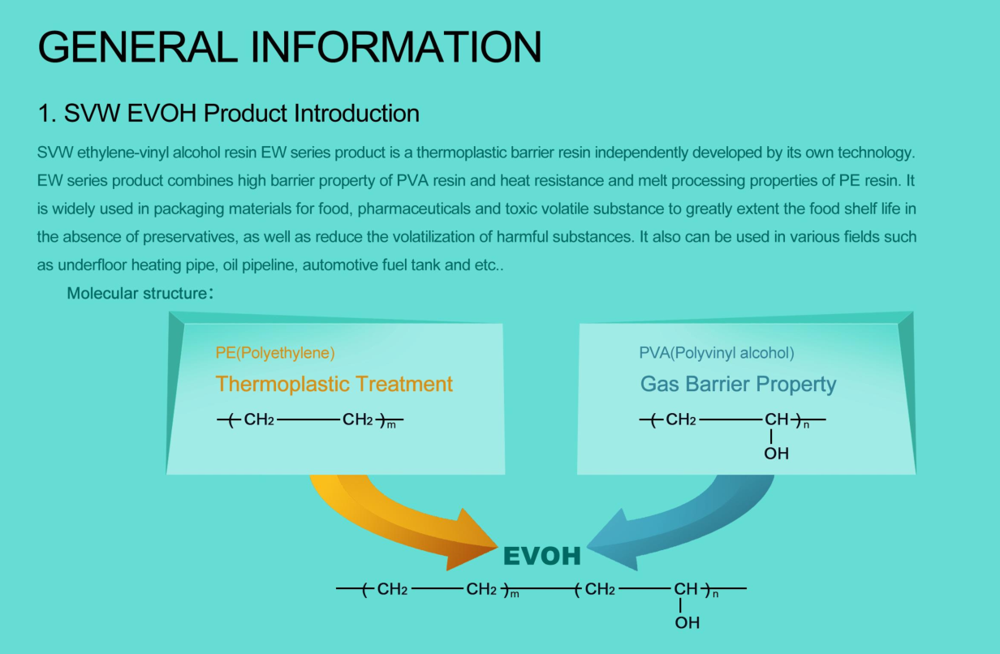 GENERAL INFORMATION
1. SVW EVOH Product Introduction
SVW ethylene-vinyl alcohol resin EW series product is a thermoplastic barrier resin independently developed by its own technology.
EW series product combines high barrier property of PVA resin and heat resistance and melt processing properties of PE resin. It
is widely used in packaging materials for food, pharmaceuticals and toxic volatile substance to greatly extent the food shelf life in
the absence of preservatives, as well as reduce the volatilization of harmful substances. It also can be used in various fields such
as underfloor heating pipe, oil pipeline, automotive fuel tank and etc..
Molecular structure:
PE(Polyethylene)
Thermoplastic Treatment
( CH2 CH2 )m
PVA(Polyvinyl alcohol)
Gas Barrier Property
( CH2 CH )n
OH
EVOH
( CH2 CH2 )m ( CH2 CH )n
OH